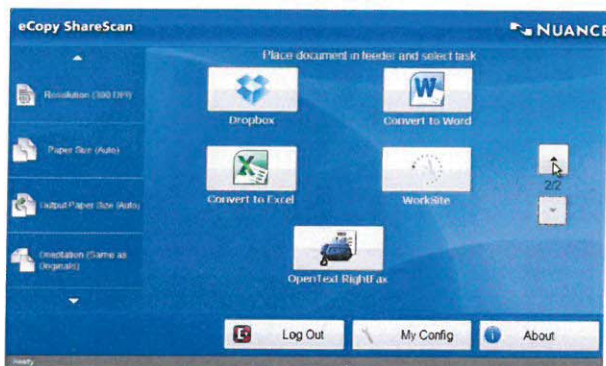 eCopy ShareScan
NUANCE
Place document in feeder and select task
Resolution (300 DPI)
Paper Size (Auto)
Output Paper Size (Auto)
Orientation (Same as
Originals)
Dropbox
Convert to Word
Convert to Excel
WorkSite
OpenText RightFax
2/2
Log Out
My Config
About
Ready